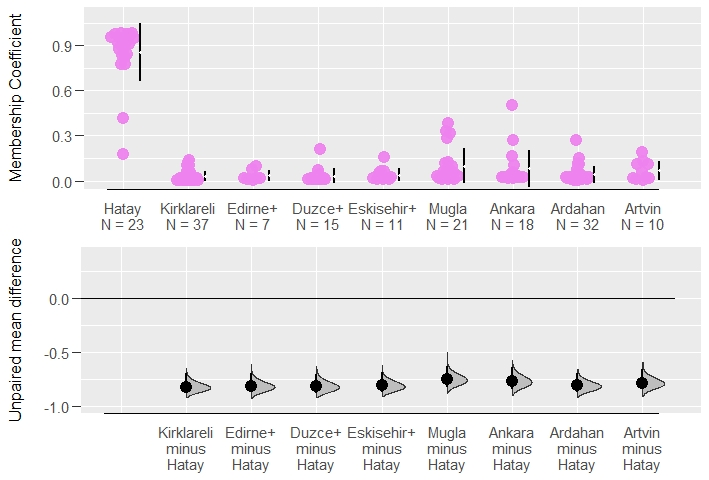 Membership Coefficient
0.9
0.6
0.3
0.0
Hatay Kirklareli Edirne+ Duzce+ Eskisehir+ Mugla Ankara Ardahan Artvin
N = 23 N = 37 N = 7 N = 15 N = 11 N = 21 N = 18 N = 32 N = 10
Unpaired mean difference
0.0
-0.5
-1.0
Kirklareli Edirne+ Duzce+ Eskisehir+ Mugla Ankara Ardahan Artvin
minus minus minus minus minus minus minus minus
Hatay Hatay Hatay Hatay Hatay Hatay Hatay Hatay